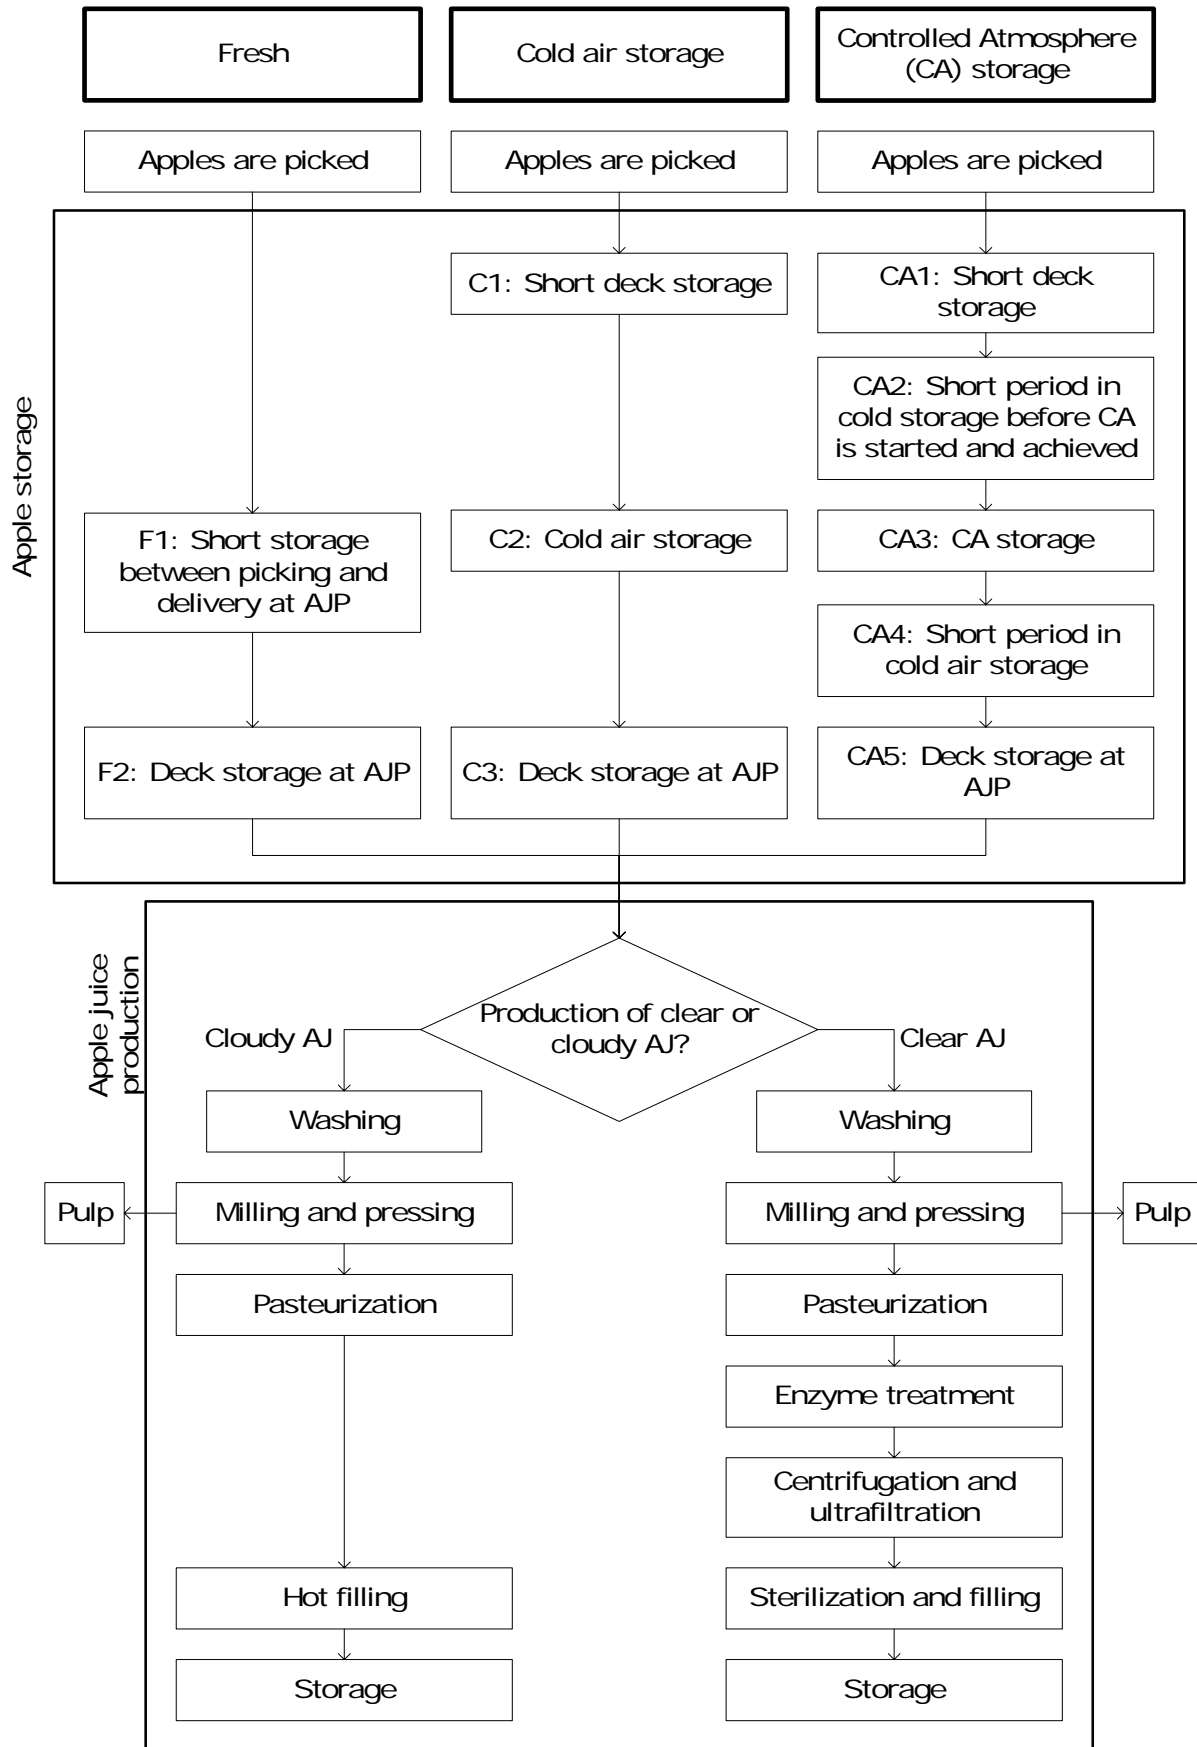 Fresh
Cold air storage
Controlled Atmosphere
(CA) storage
Apples are picked
Apples are picked
Apples are picked
Apple storage
C1: Short deck storage
CA1: Short deck
storage
CA2: Short period in
cold storage before CA
is started and achieved
F1: Short storage
between picking and
delivery at AJP
C2: Cold air storage
CA3: CA storage
CA4: Short period in
cold air storage
F2: Deck storage at AJP
C3: Deck storage at AJP
CA5: Deck storage at
AJP
Apple juice
production
Production of clear or
cloudy AJ?
Cloudy AJ
Clear AJ
Washing
Washing
Pulp
Milling and pressing
Milling and pressing
Pulp
Pasteurization
Pasteurization
Enzyme treatment
Centrifugation and
ultrafiltration
Hot filling
Sterilization and filling
Storage
Storage